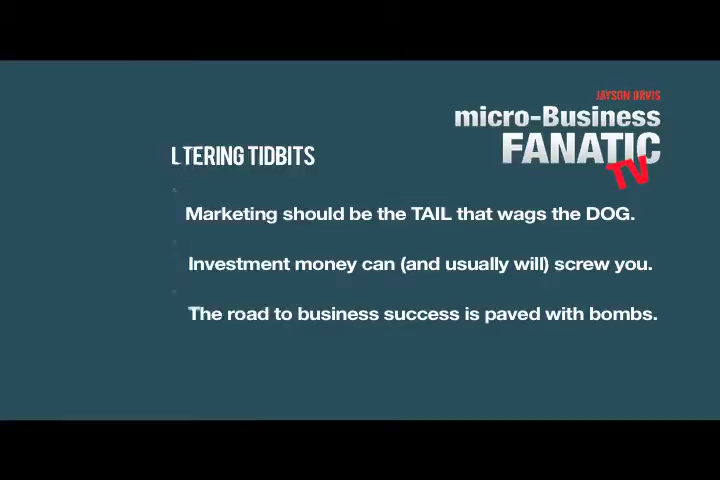 JAYSON ORVIS
micro-Business
FANATIC
TV
TERING TIDBITS
Marketing should be the TAIL that wags the DOG.
Investment money can (and usually will) screw you.
The road to business success is paved with bombs.